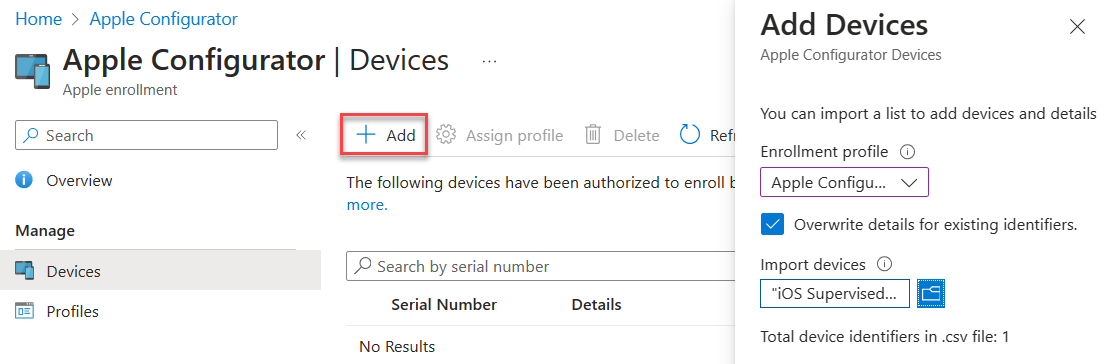 Home > Apple Configurator
Apple Configurator | Devices ...
Apple enrollment
Search
«
Overview
Manage
Devices
Profiles
+ Add
Assign profile
Delete
The following devices have been authorized to enroll
more.
Search by serial number
Serial Number Details
No Results
Add Devices
Apple Configurator Devices
You can import a list to add devices and details
Enrollment profile
Apple Configu...
Overwrite details for existing identifiers.
Import devices
"iOS Supervised...
Total device identifiers in .csv file: 1